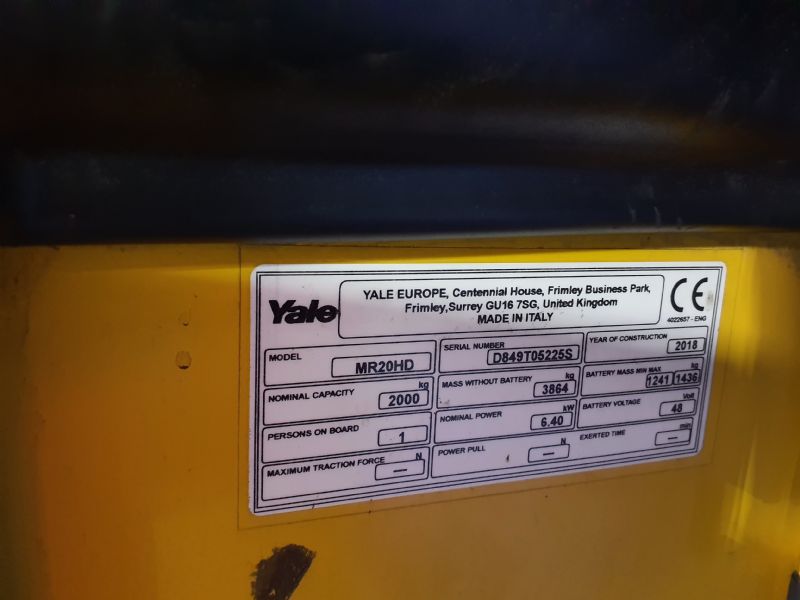 Yale
YALE EUROPE, Centennial House, Frimley Business Park,
Frimley,Surrey GU16 7SG, United Kingdom
MADE IN ITALY
CE
4022657 - ENG
MODEL
MR20HD
SERIAL NUMBER
D849T05225S
YEAR OF CONSTRUCTION
2018
NOMINAL CAPACITY
kg
2000
MASS WITHOUT BATTERY
kg
3864
BATTERY MASS MIN MAX
kg
1241 1436
PERSONS ON BOARD
1
NOMINAL POWER
kW
6.40
BATTERY VOLTAGE
Volt
48
MAXIMUM TRACTION FORCE
N
—
POWER PULL
N
—
EXERTED TIME
min
—